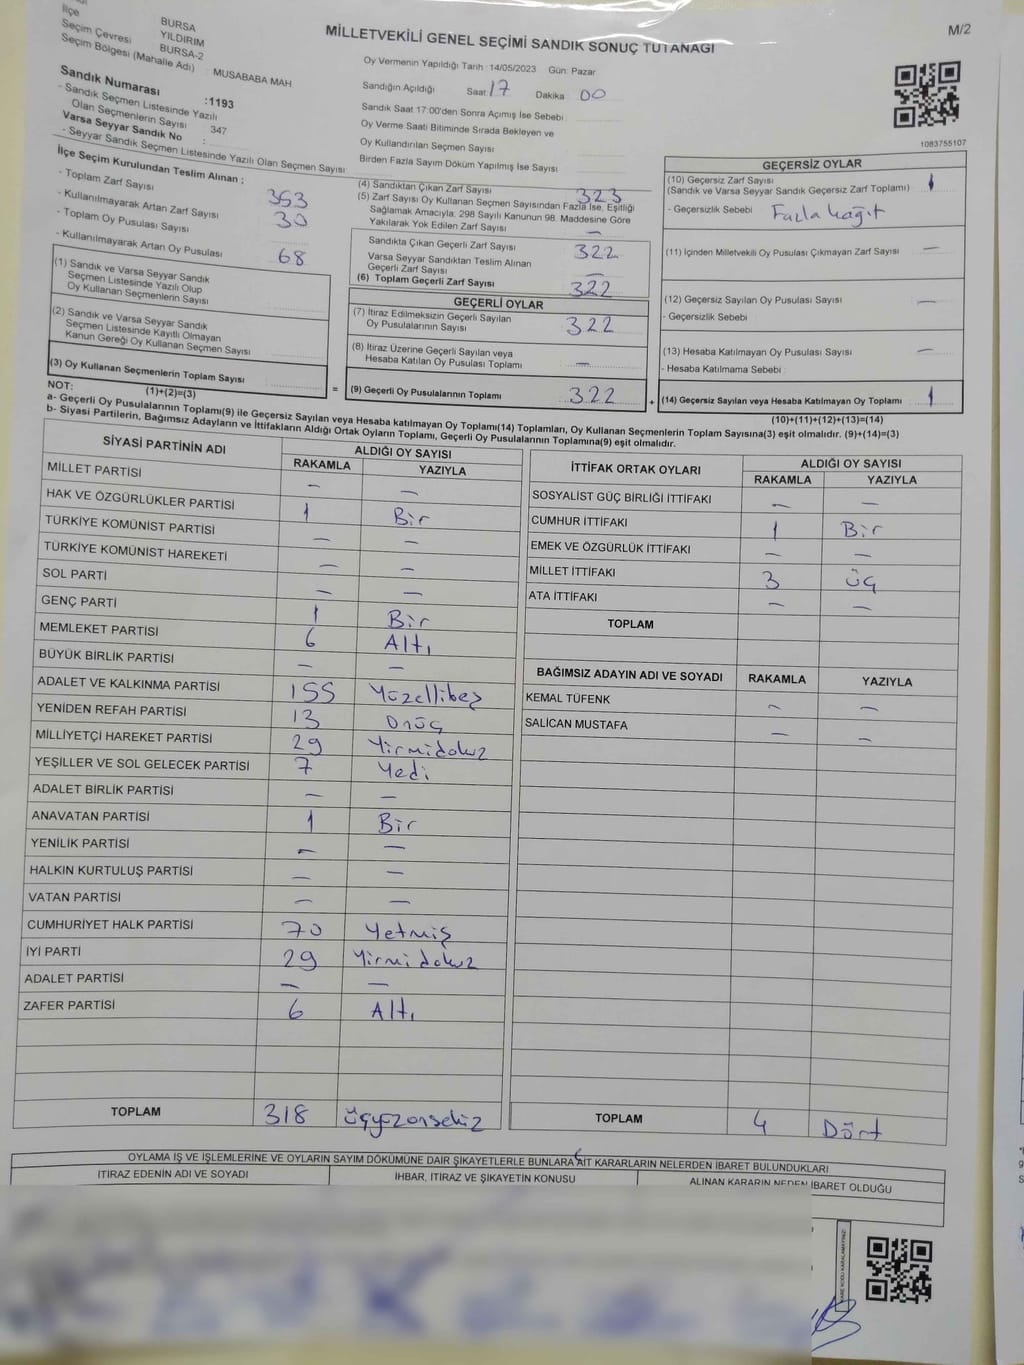 MİLLETVEKİLİ GENEL SEÇİMİ SANDIK SONUÇ TUTANAĞI
M/2
İlçe
BURSA
Seçim Çevresi YILDIRIM
Seçim Bölgesi (Mahalle Adı) BURSA-2
MUSABABA MAH
Sandık Numarası :1193
- Sandık Seçmen Listesinde Yazılı
Olan Seçmenlerin Sayısı 347
Varsa Seyyar Sandık No :
- Seyyar Sandık Seçmen Listesinde Yazılı Olan Seçmen Sayısı
Oy Vermenin Yapıldığı Tarih :14/05/2023 Gün: Pazar
Sandığın Açıldığı Saat 17 Dakika 00
Sandık Saat 17:00'den Sonra Açımış İse Sebebi
Oy Verme Saati Bitiminde Sırada Bekleyen ve
Oy Kullandırılan Seçmen Sayısı
Birden Fazla Sayım Döküm Yapılmış İse Sayısı
1083755107
İlçe Seçim Kurulundan Teslim Alınan :
- Toplam Zarf Sayısı 353
- Kullanılmayarak Artan Zarf Sayısı 30
- Toplam Oy Pusulası Sayısı
- Kullanılmayarak Artan Oy Pusulası 68
(1) Sandık ve Varsa Seyyar Sandık
Seçmen Listesinde Yazılı Olup
Oy Kullanan Seçmenlerin Sayısı
(2) Sandık ve Varsa Seyyar Sandık
Seçmen Listesinde Kayıtlı Olmayan
Kanun Gereği Oy Kullanan Seçmen Sayısı
(3) Oy Kullanan Seçmenlerin Toplam Sayısı
(1)+(2)=(3)
(4) Sandıktan Çıkan Zarf Sayısı 323
(5) Zarf Sayısı Oy Kullanan Seçmen Sayısından Fazla İse, Eşitliği
Sağlamak Amacıyla, 298 Sayılı Kanunun 98. Maddesine Göre
Yakılarak Yok Edilen Zarf Sayısı —
Sandıkta Çıkan Geçerli Zarf Sayısı 322
Varsa Seyyar Sandıktan Teslim Alınan
Geçerli Zarf Sayısı —
(6) Toplam Geçerli Zarf Sayısı 322
GEÇERLİ OYLAR
(7) İtiraz Edilmeksizin Geçerli Sayılan
Oy Pusulalarının Sayısı 322
(8) İtiraz Üzerine Geçerli Sayılan veya
Hesaba Katılan Oy Pusulası Toplamı —
= (9) Geçerli Oy Pusulalarının Toplamı 322 +
GEÇERSİZ OYLAR
(10) Geçersiz Zarf Sayısı
(Sandık ve Varsa Seyyar Sandık Geçersiz Zarf Toplamı) 1
- Geçersizlik Sebebi Fazla kağıt
(11) İçinden Milletvekili Oy Pusulası Çıkmayan Zarf Sayısı —
(12) Geçersiz Sayılan Oy Pusulası Sayısı —
- Geçersizlik Sebebi
(13) Hesaba Katılmayan Oy Pusulası Sayısı —
- Hesaba Katılmama Sebebi :
(14) Geçersiz Sayılan veya Hesaba Katılmayan Oy Toplamı 1
(10)+(11)+(12)+(13)=(14)
NOT:
a- Geçerli Oy Pusulalarının Toplamı(9) ile Geçersiz Sayılan veya Hesaba katılmayan Oy Toplamı(14) Toplamları, Oy Kullanan Seçmenlerin Toplam Sayısına(3) eşit olmalıdır. (9)+(14)=(3)
b- Siyasi Partilerin, Bağımsız Adayların ve İttifakların Aldığı Ortak Oyların Toplamı, Geçerli Oy Pusulalarının Toplamına(9) eşit olmalıdır.
SİYASİ PARTİNİN ADI ALDIĞI OY SAYISI
RAKAMLA YAZIYLA
MİLLET PARTİSİ — —
HAK VE ÖZGÜRLÜKLER PARTİSİ 1 Bir
TÜRKİYE KOMÜNİST PARTİSİ — —
TÜRKİYE KOMÜNİST HAREKETİ — —
SOL PARTİ — —
GENÇ PARTİ 1 Bir
MEMLEKET PARTİSİ 6 Altı
BÜYÜK BİRLİK PARTİSİ — —
ADALET VE KALKINMA PARTİSİ 155 Yüzellibeş
YENİDEN REFAH PARTİSİ 13 Onüç
MİLLİYETÇİ HAREKET PARTİSİ 29 Yirmidokuz
YEŞİLLER VE SOL GELECEK PARTİSİ 7 Yedi
ADALET BİRLİK PARTİSİ — —
ANAVATAN PARTİSİ 1 Bir
YENİLİK PARTİSİ — —
HALKIN KURTULUŞ PARTİSİ — —
VATAN PARTİSİ — —
CUMHURİYET HALK PARTİSİ 70 Yetmiş
İYİ PARTİ 29 Yirmidokuz
ADALET PARTİSİ — —
ZAFER PARTİSİ 6 Altı
TOPLAM 318 Üçyüzonsekiz
İTTİFAK ORTAK OYLARI ALDIĞI OY SAYISI
RAKAMLA YAZIYLA
SOSYALİST GÜÇ BİRLİĞİ İTTİFAKI — —
CUMHUR İTTİFAKI 1 Bir
EMEK VE ÖZGÜRLÜK İTTİFAKI — —
MİLLET İTTİFAKI 3 Üç
ATA İTTİFAKI — —
TOPLAM
BAĞIMSIZ ADAYIN ADI VE SOYADI RAKAMLA YAZIYLA
KEMAL TÜFENK — —
SALİCAN MUSTAFA — —
TOPLAM 4 Dört
OYLAMA İŞ VE İŞLEMLERİNE VE OYLARIN SAYIM DÖKÜMÜNE DAİR ŞİKAYETLERLE BUNLARA AİT KARARLARIN NELERDEN İBARET BULUNDUKLARI
İTİRAZ EDENİN ADI VE SOYADI İHBAR, İTİRAZ VE ŞİKAYETİN KONUSU ALINAN KARARIN NEDEN İBARET OLDUĞU